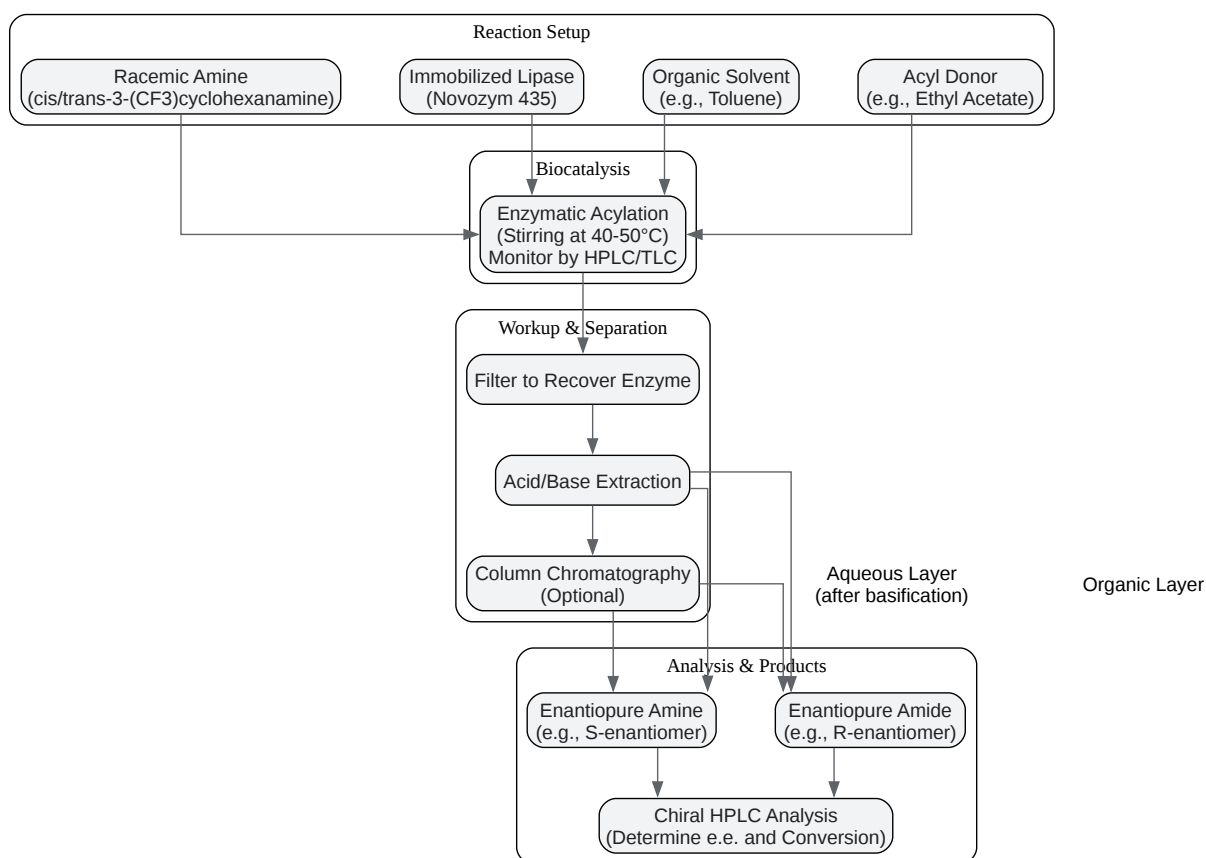 Reaction Setup
Racemic Amine
(cis/trans-3-(CF3)cyclohexanamine)
Immobilized Lipase
(Novozym 435)
Organic Solvent
(e.g., Toluene)
Acyl Donor
(e.g., Ethyl Acetate)
Biocatalysis
Enzymatic Acylation
(Stirring at 40-50°C)
Monitor by HPLC/TLC
Workup & Separation
Filter to Recover Enzyme
Acid/Base Extraction
Column Chromatography
(Optional)
Aqueous Layer
(after basification)
Organic Layer
Analysis & Products
Enantiopure Amine
(e.g., S-enantiomer)
Enantiopure Amide
(e.g., R-enantiomer)
Chiral HPLC Analysis
(Determine e.e. and Conversion)